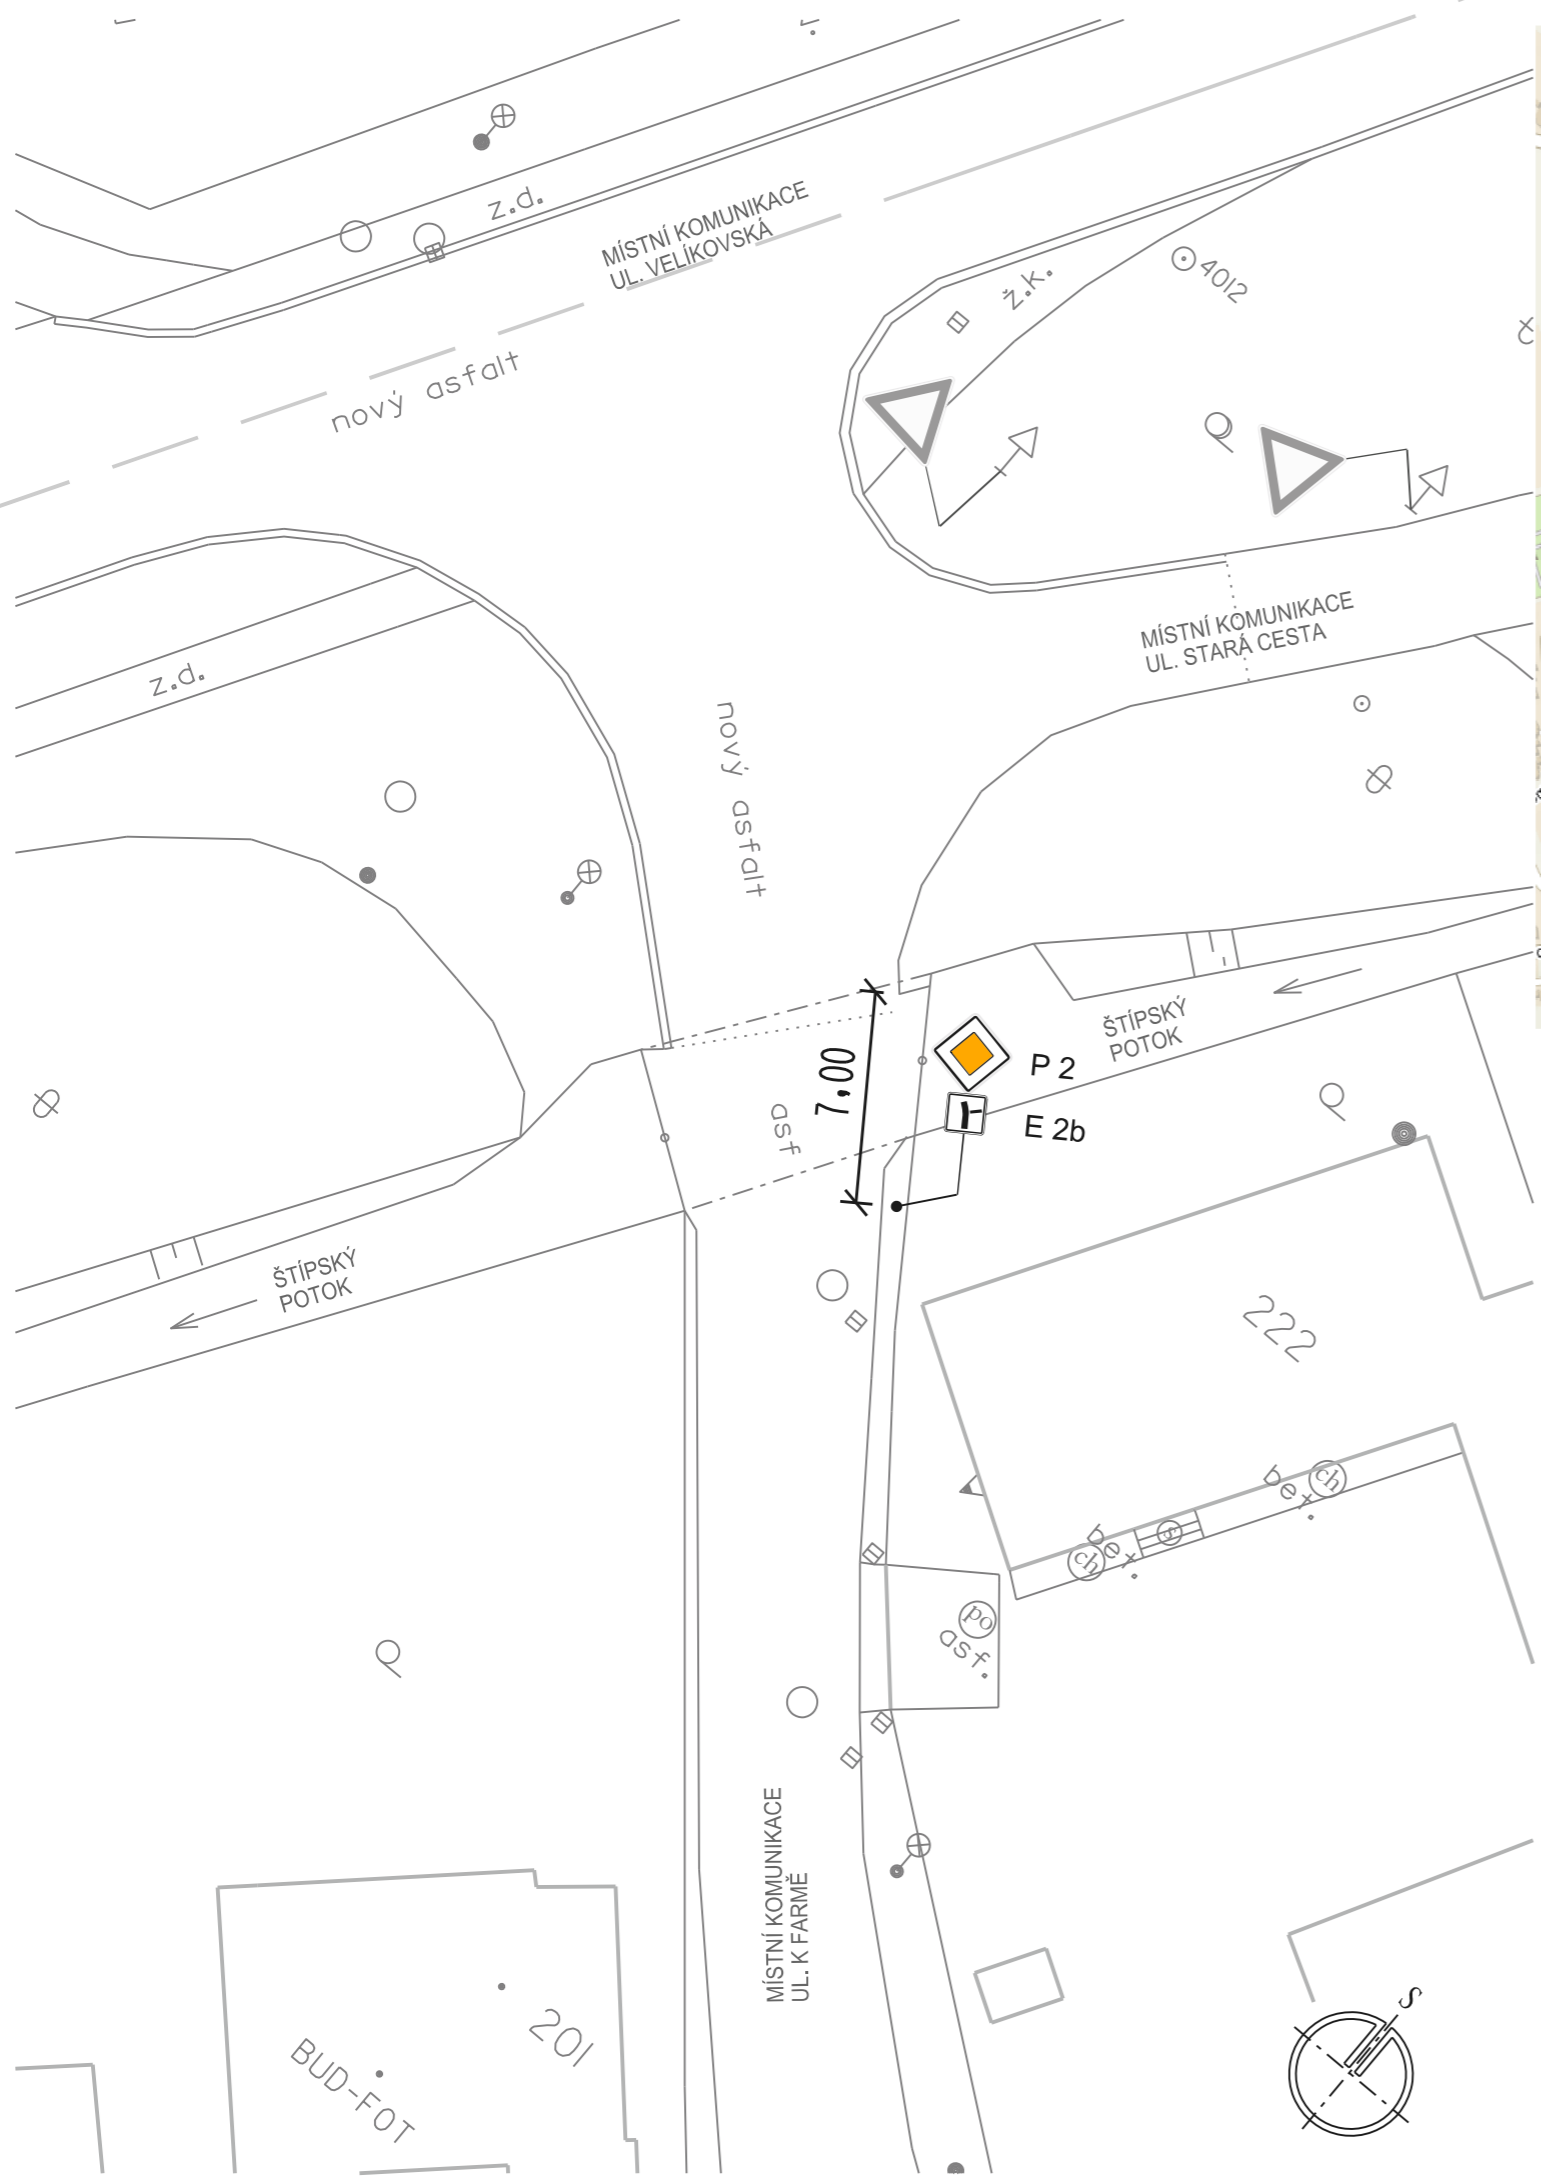 z.d.
MÍSTNÍ KOMUNIKACE
UL. VELÍKOVSKÁ
ž.k.
4012
nový asfalt
MÍSTNÍ KOMUNIKACE
UL. STARÁ CESTA
z.d.
nový asfalt
ŠTÍPSKÝ
POTOK
P 2
E 2b
7,00
asf
ŠTÍPSKÝ
POTOK
222
bet.
ch
bet.
ch
s
po
asf.
MÍSTNÍ KOMUNIKACE
UL. K FARMĚ
201
BUD-FOT
S